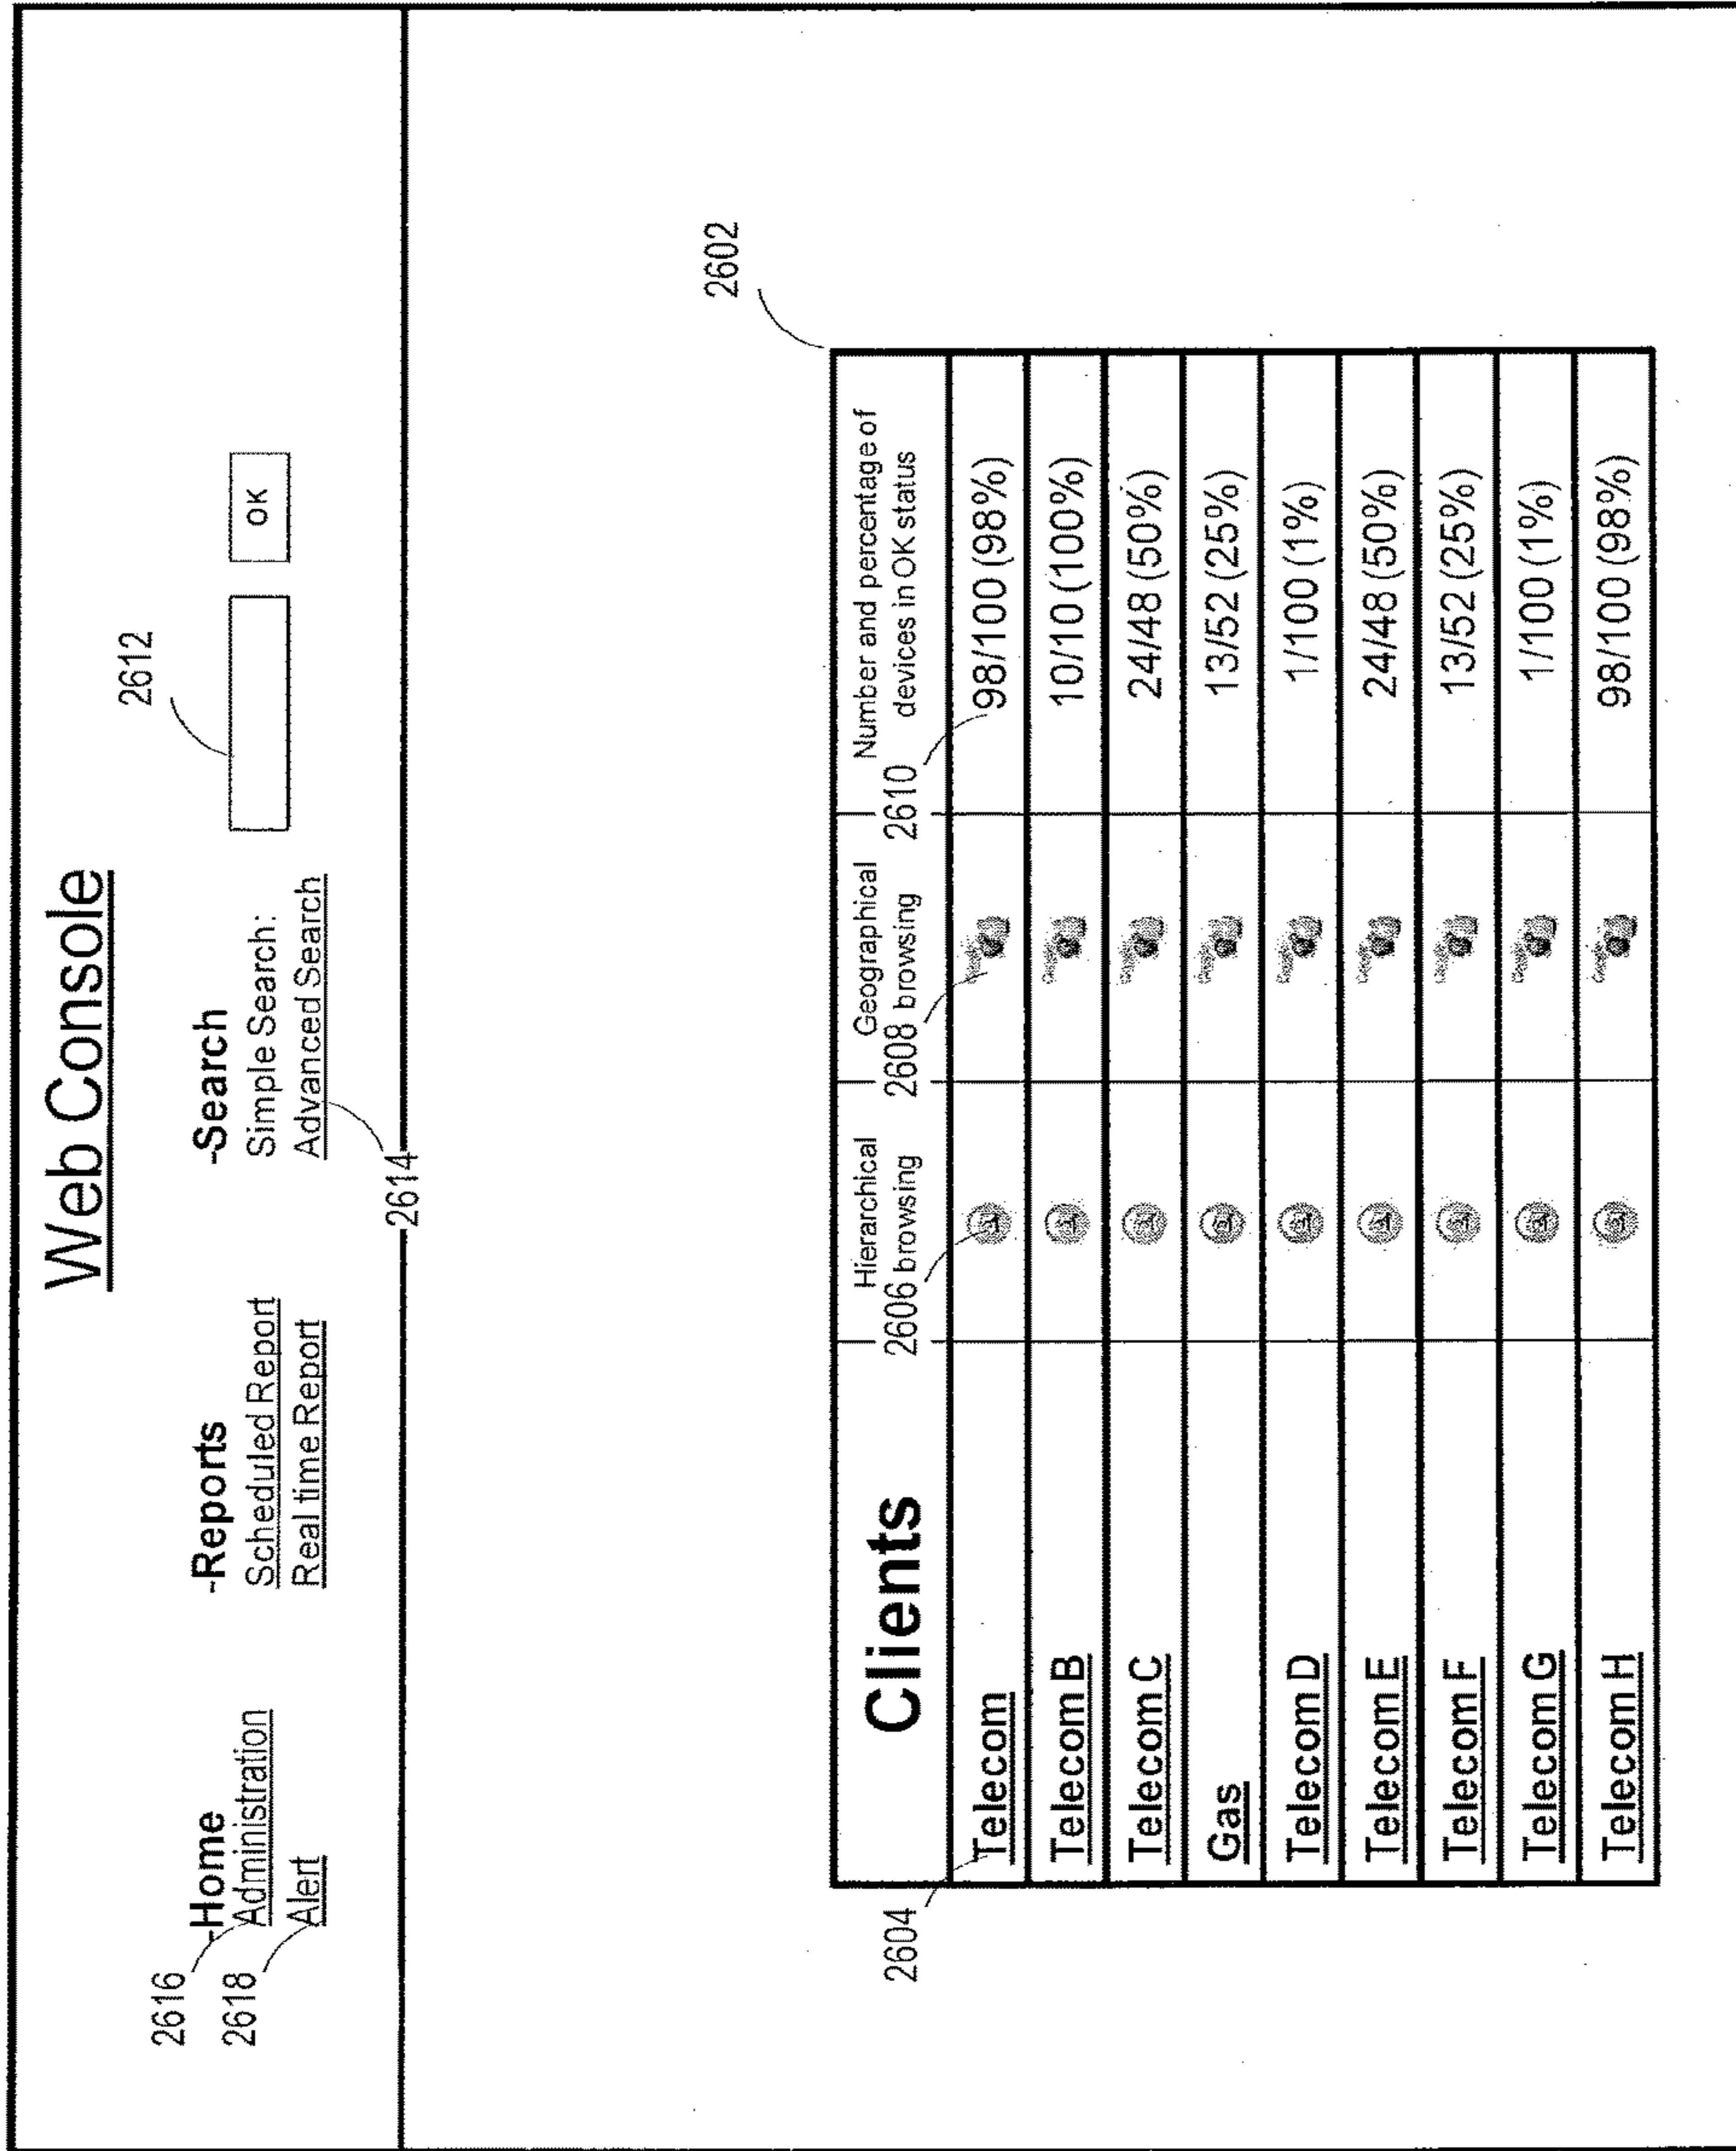 Web Console
2616
-Home
Administration
2618
Alert
-Reports
Scheduled Report
Real time Report
-Search
Simple Search:
Advanced Search
2612
OK
2614
2602
Clients
Hierarchical
browsing
2606
Geographical
browsing
2608
Number and percentage of
devices in OK status
2610
2604
Telecom 98/100 (98%)
Telecom B 10/10 (100%)
Telecom C 24/48 (50%)
Gas 13/52 (25%)
Telecom D 1/100 (1%)
Telecom E 24/48 (50%)
Telecom F 13/52 (25%)
Telecom G 1/100 (1%)
Telecom H 98/100 (98%)